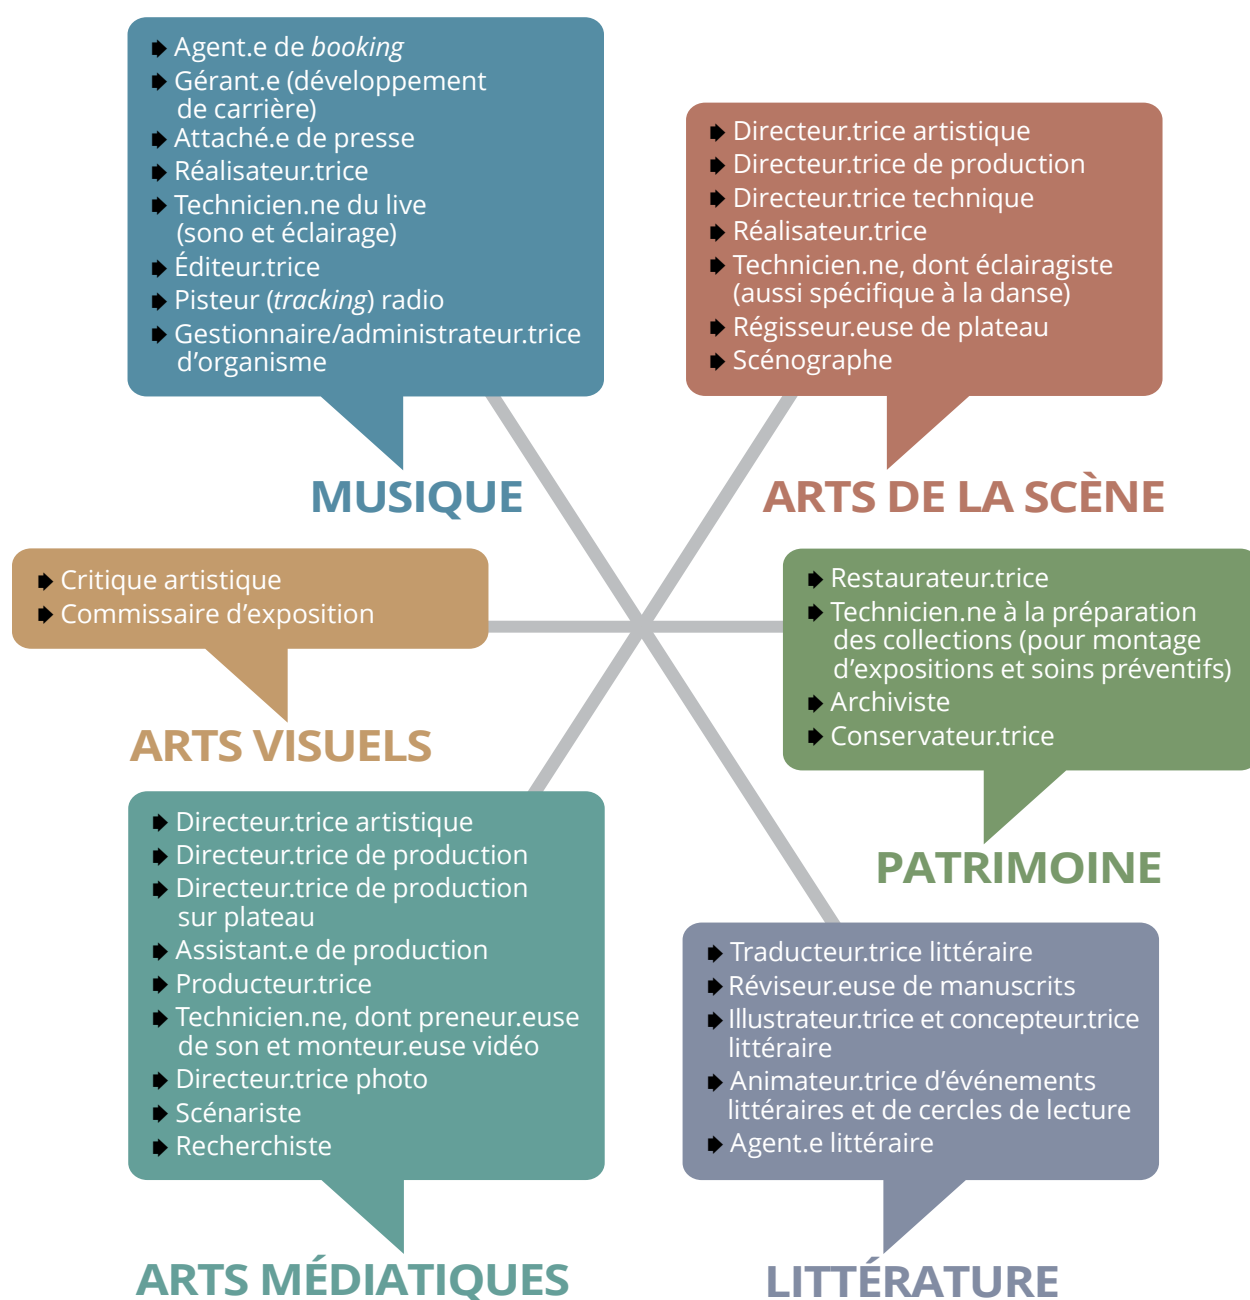 Agent.e de booking
Gérant.e (développement
de carrière)
Attaché.e de presse
Réalisateur.trice
Technicien.ne du live
(sono et éclairage)
Éditeur.trice
Pisteur (tracking) radio
Gestionnaire/administrateur.trice
d’organisme
MUSIQUE
Directeur.trice artistique
Directeur.trice de production
Directeur.trice technique
Réalisateur.trice
Technicien.ne, dont éclairagiste
(aussi spécifique à la danse)
Régisseur.euse de plateau
Scénographe
ARTS DE LA SCÈNE
Critique artistique
Commissaire d’exposition
ARTS VISUELS
Restaurateur.trice
Technicien.ne à la préparation
des collections (pour montage
d’expositions et soins préventifs)
Archiviste
Conservateur.trice
PATRIMOINE
Directeur.trice artistique
Directeur.trice de production
Directeur.trice de production
sur plateau
Assistant.e de production
Producteur.trice
Technicien.ne, dont preneur.euse
de son et monteur.euse vidéo
Directeur.trice photo
Scénariste
Recherchiste
ARTS MÉDIATIQUES
Traducteur.trice littéraire
Réviseur.euse de manuscrits
Illustrateur.trice et concepteur.trice
littéraire
Animateur.trice d’événements
littéraires et de cercles de lecture
Agent.e littéraire
LITTÉRATURE